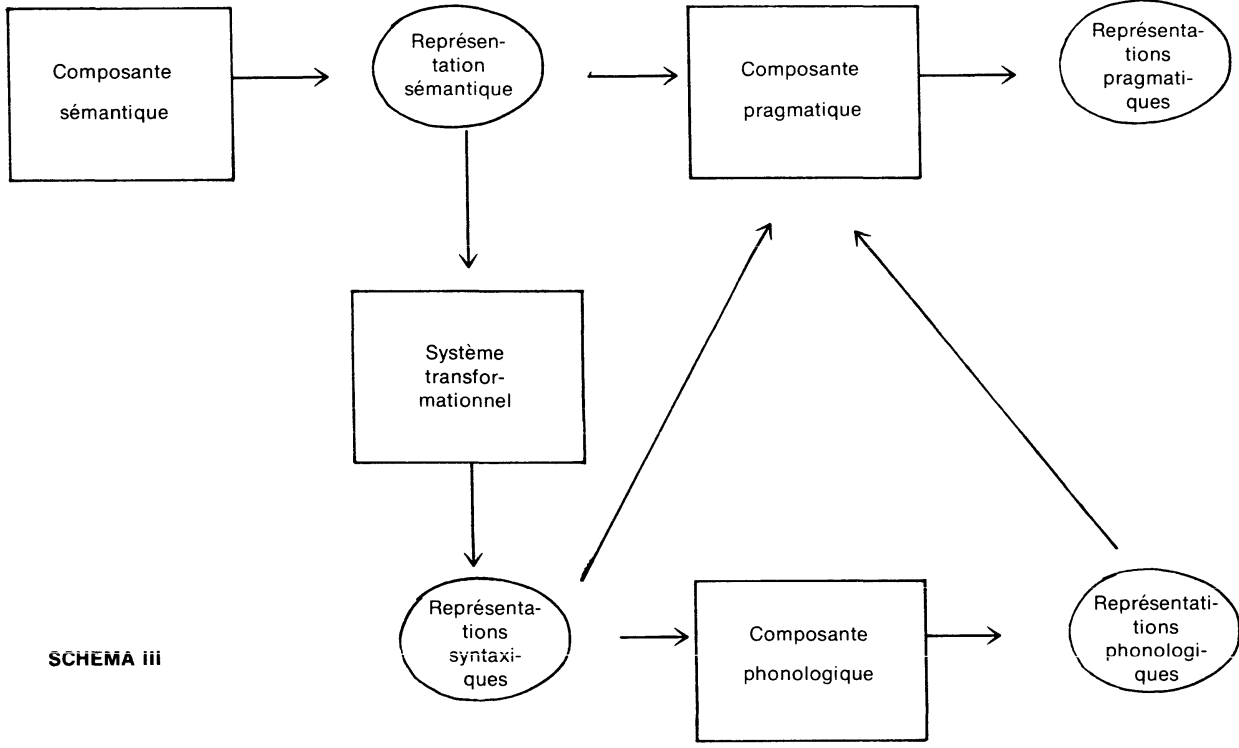 Composante
sémantique
Représen-
tation
sémantique
Composante
pragmatique
Représenta-
tions
pragmati-
ques
Système
transfor-
mationnel
Représenta-
tions
syntaxi-
ques
Composante
phonologique
Représentati-
tions
phonologi-
ques
SCHEMA iii